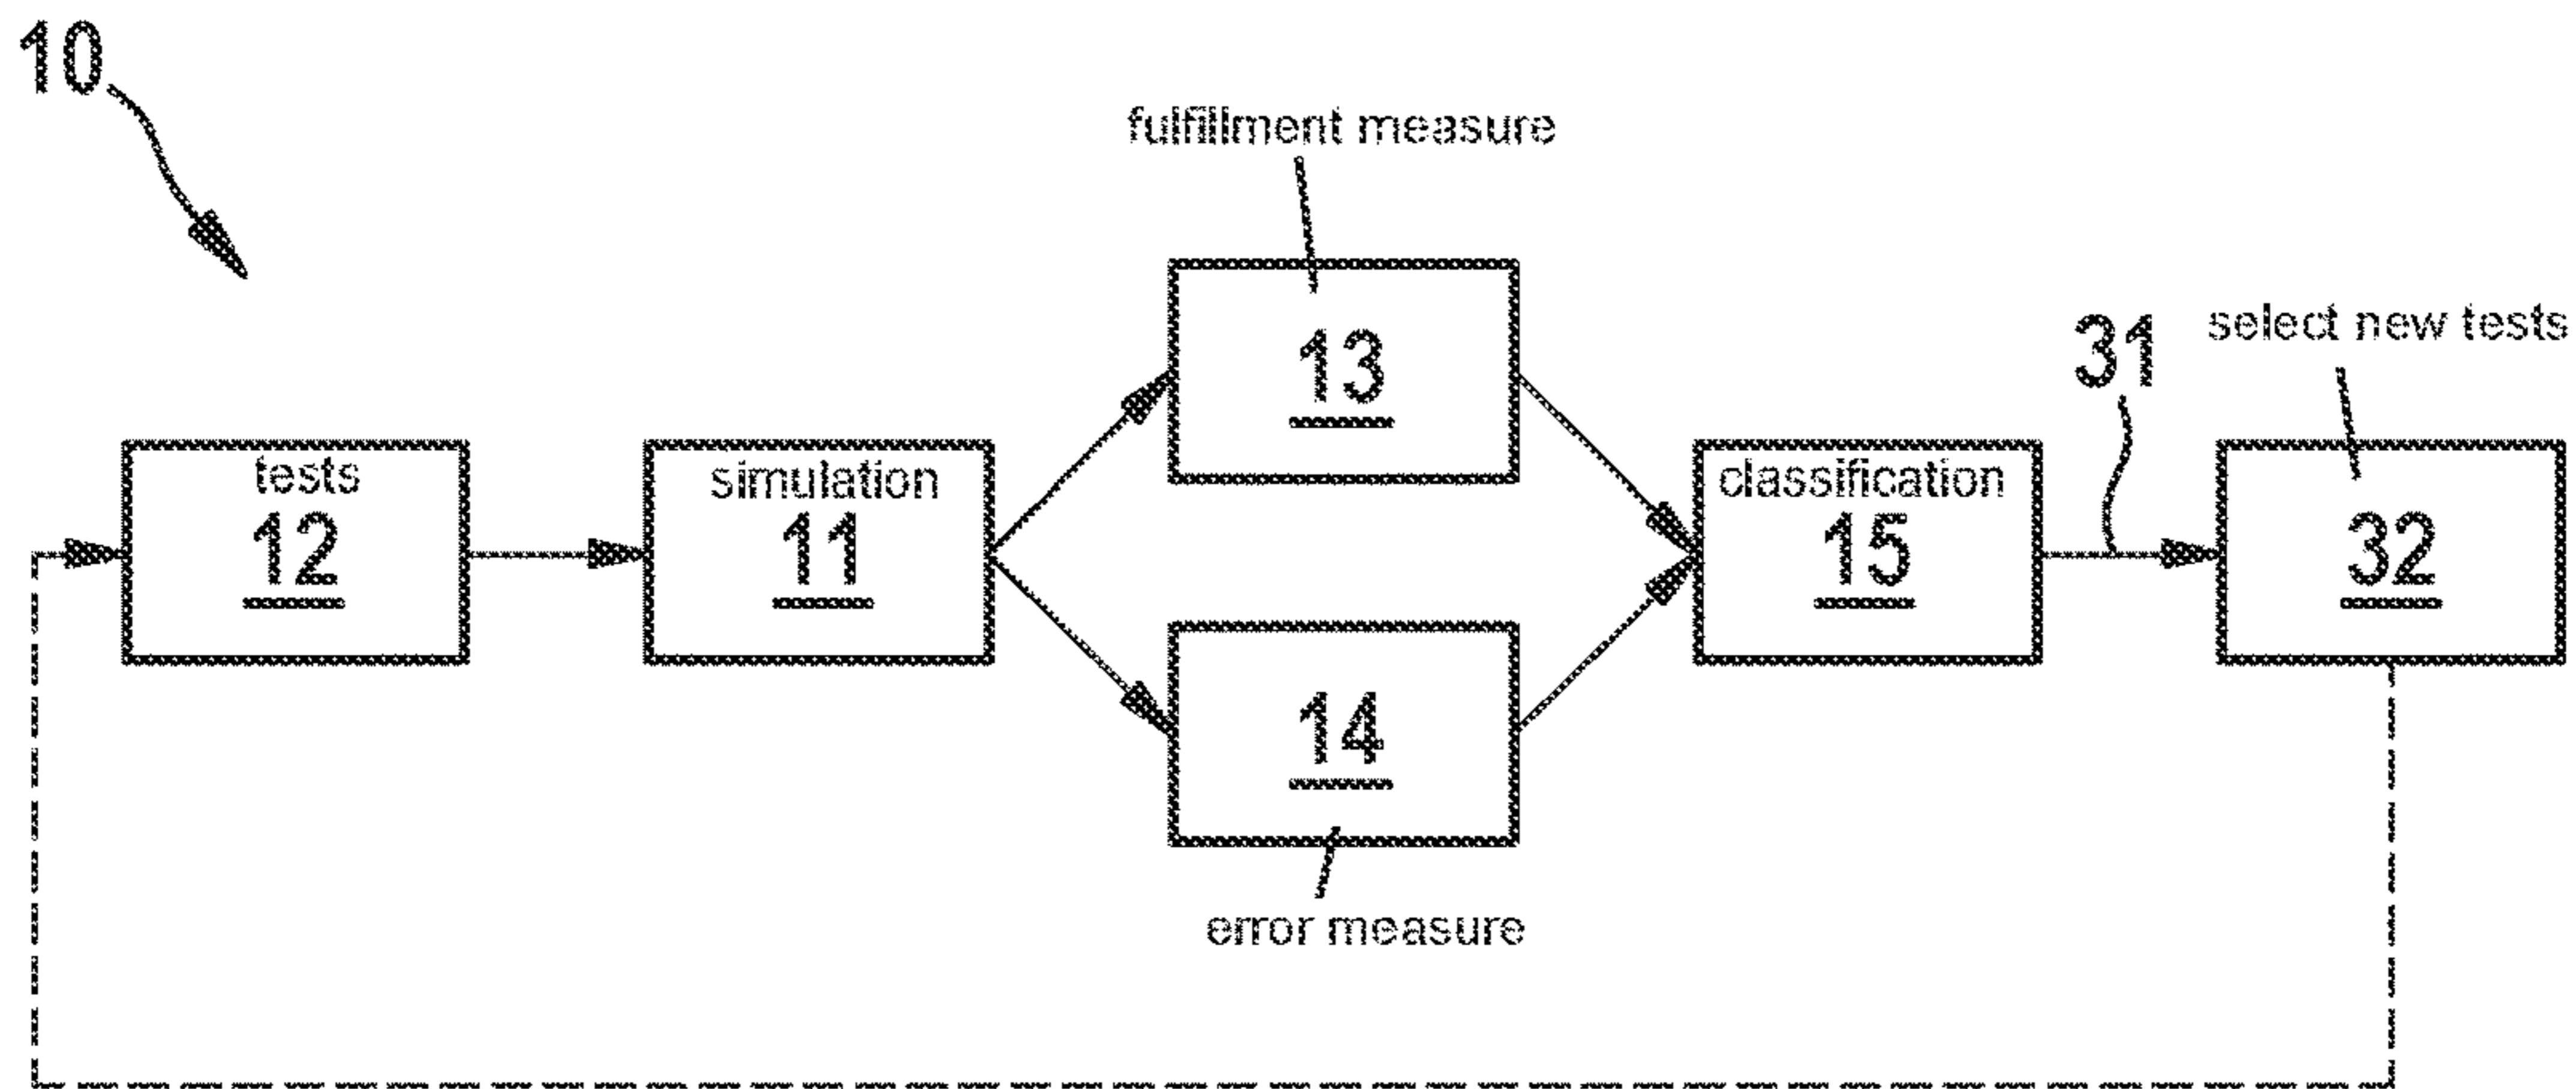 10
fulfillment measure
13
31
select new tests
tests
12
simulation
11
classification
15
32
14
error measure